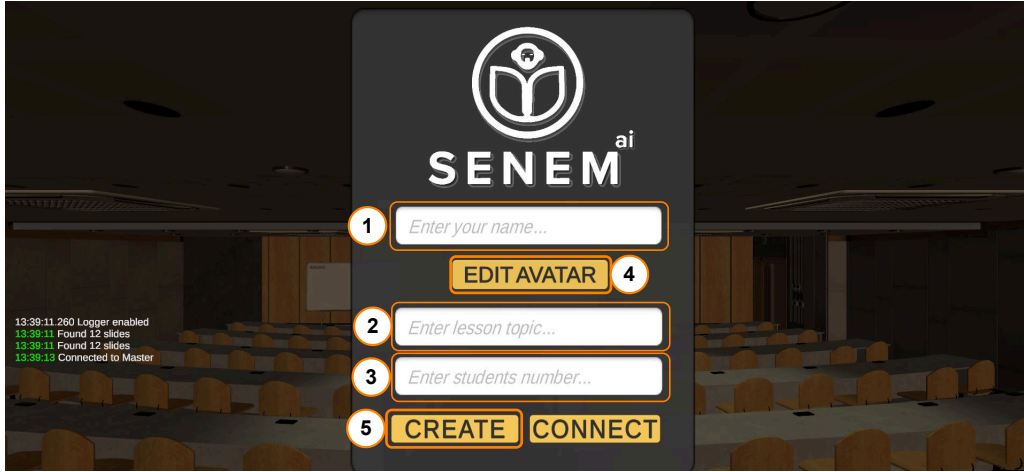 ai
SENEM
1
Enter your name...
EDIT AVATAR
4
2
Enter lesson topic...
3
Enter students number...
5
CREATE
CONNECT
13:39:11.260 Logger enabled
13:39:11 Found 12 slides
13:39:11 Found 12 slides
13:39:13 Connected to Master